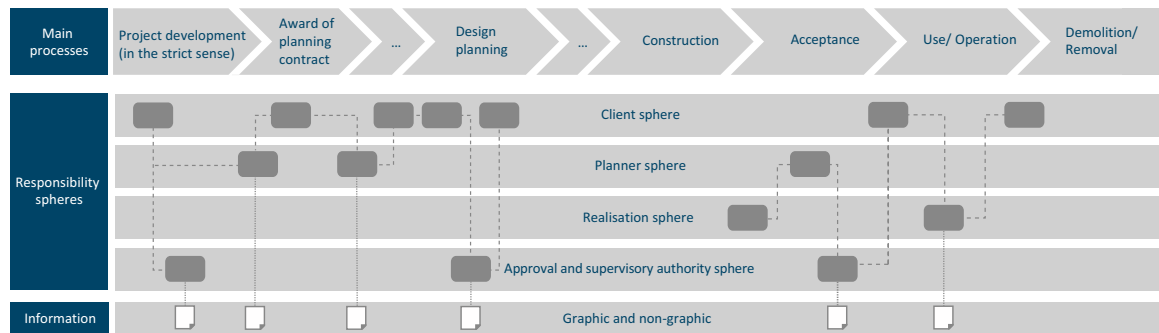 Main
processes
Project development
(in the strict sense)
Award of
planning
contract
...
Design
planning
...
Construction
Acceptance
Use/ Operation
Demolition/
Removal
Responsibility
spheres
Client sphere
Planner sphere
Realisation sphere
Approval and supervisory authority sphere
Information
Graphic and non-graphic